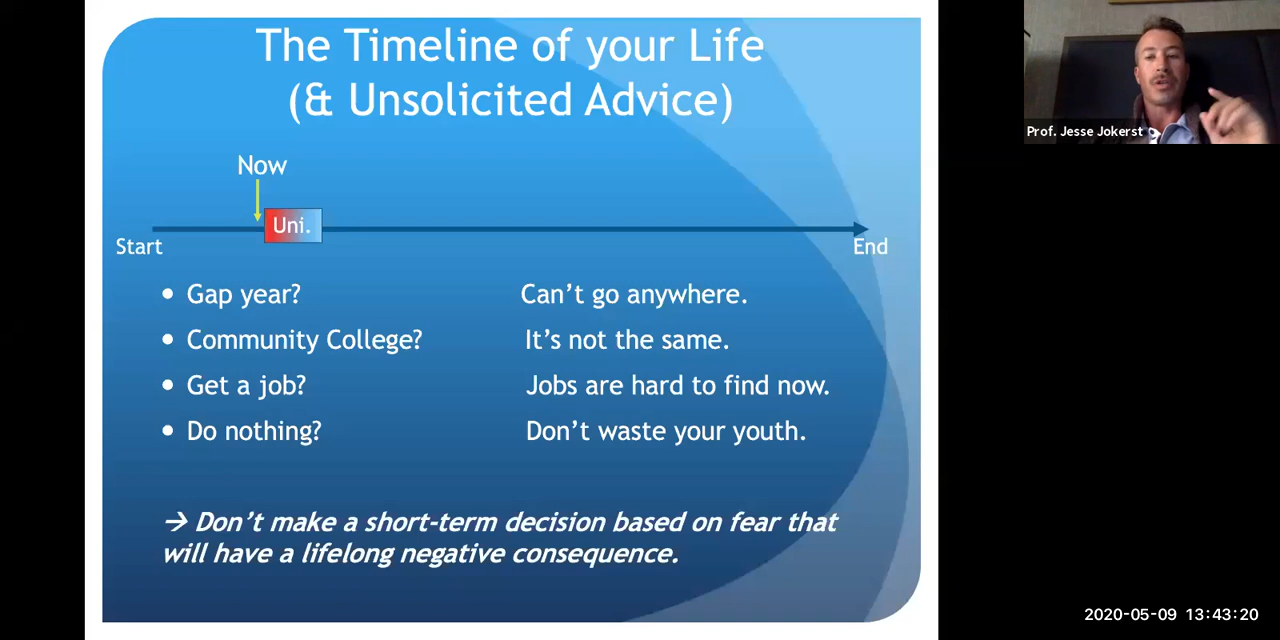 The Timeline of your Life
(& Unsolicited Advice)
Prof. Jesse Jokerst
Now
Uni.
Start
End
• Gap year? Can't go anywhere.
• Community College? It's not the same.
• Get a job? Jobs are hard to find now.
• Do nothing? Don't waste your youth.
→ Don't make a short-term decision based on fear that
will have a lifelong negative consequence.
2020-05-09 13:43:20